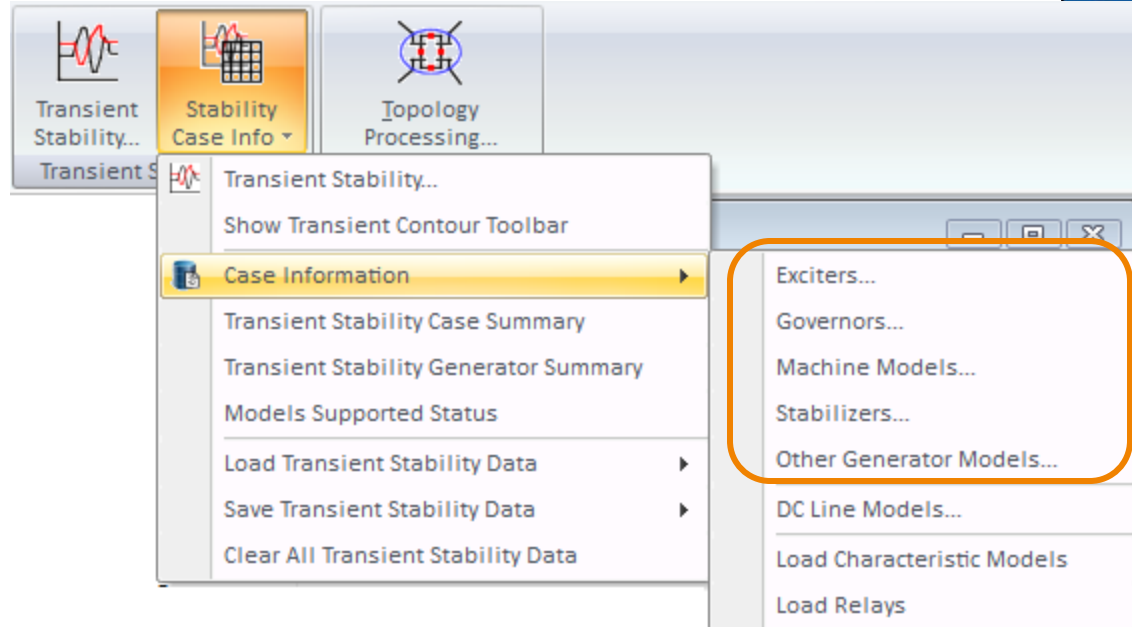 Transient
Stability...
Stability
Case Info
Topology
Processing...
Transient S
Transient Stability...
Show Transient Contour Toolbar
Case Information
Transient Stability Case Summary
Transient Stability Generator Summary
Models Supported Status
Load Transient Stability Data
Save Transient Stability Data
Clear All Transient Stability Data
Exciters...
Governors...
Machine Models...
Stabilizers...
Other Generator Models...
DC Line Models...
Load Characteristic Models
Load Relays